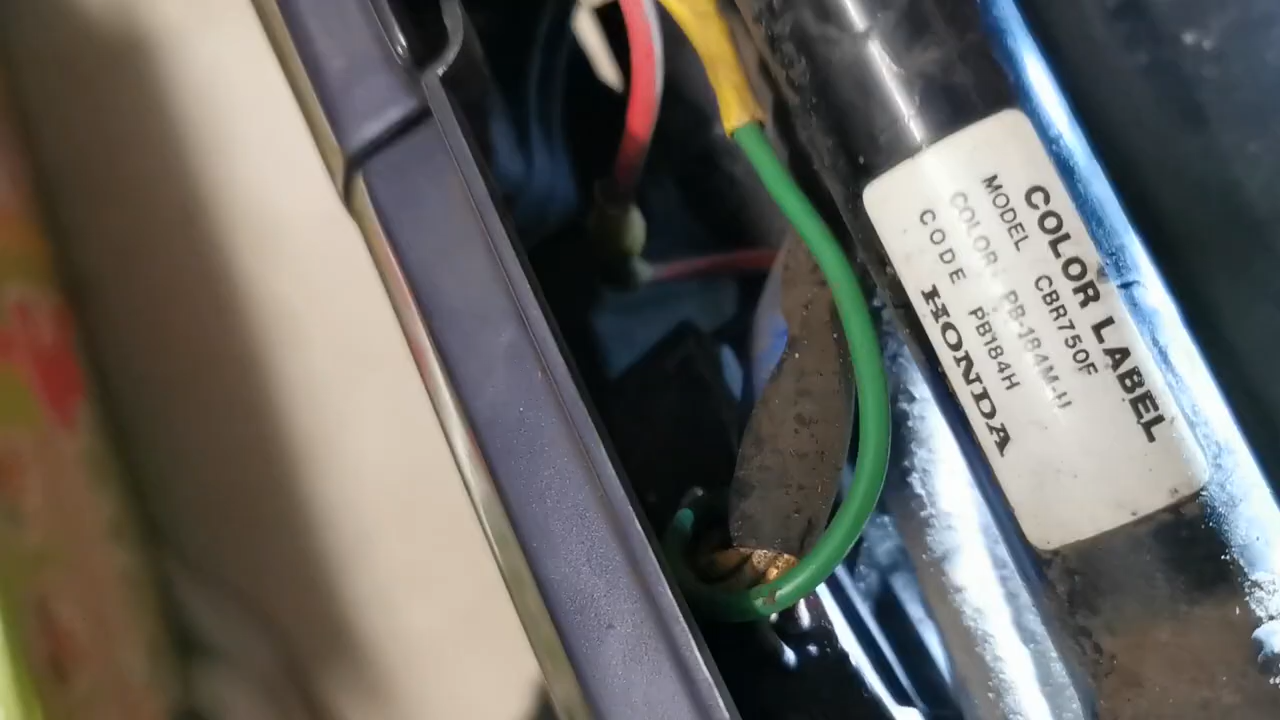 COLOR LABEL
MODEL CBR750F
COLOR: PB-184M-U
CODE PB184H
HONDA